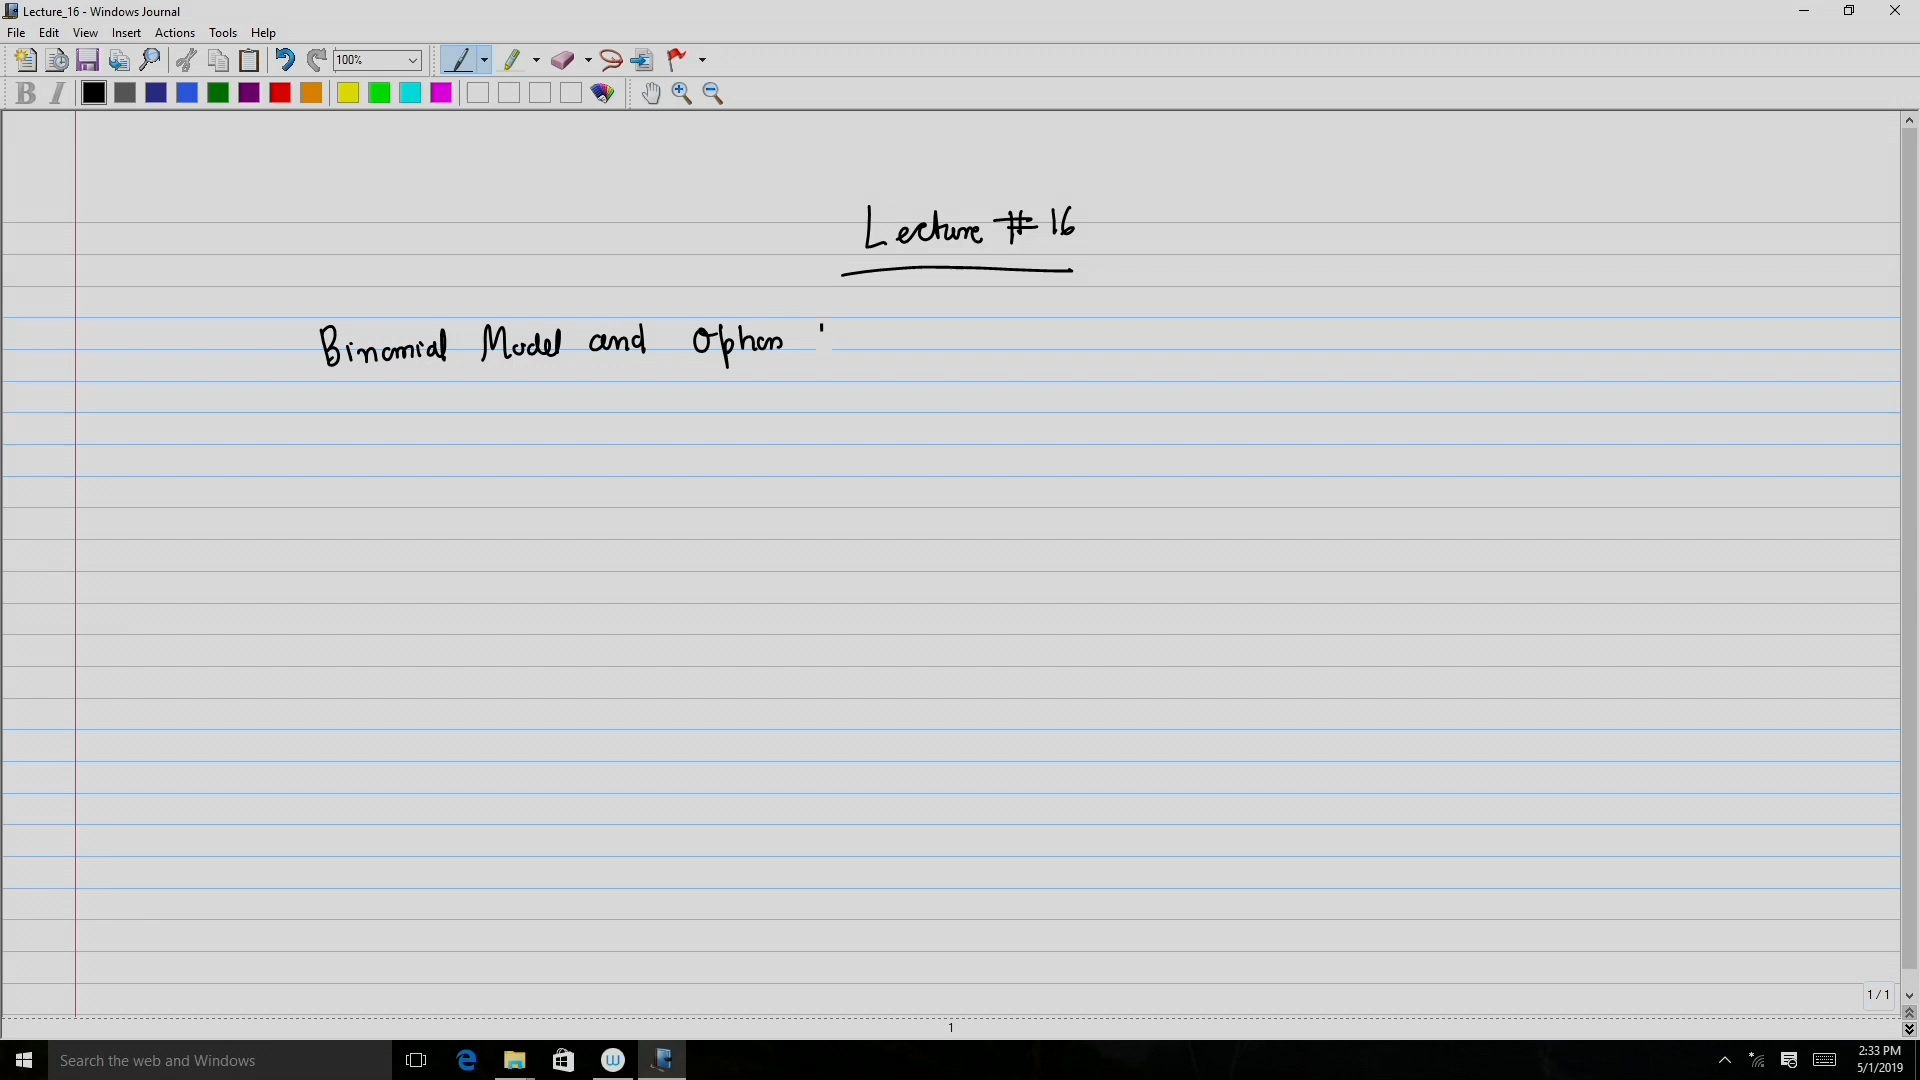 Lecture_16 - Windows Journal
File Edit View Insert Actions Tools Help
100%
B I
Lecture # 16
Binomial Model and Options
1 / 1
1
Search the web and Windows
2:33 PM
5/1/2019